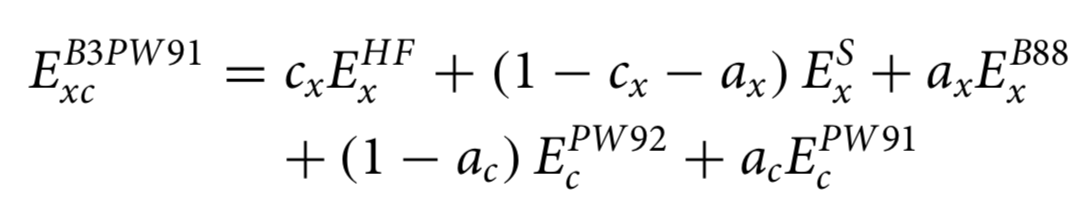 $E_{xc}^{B3PW91} = c_x E_x^{HF} + (1 - c_x - a_x) E_x^{S} + a_x E_x^{B88}$
$+ (1 - a_c) E_c^{PW92} + a_c E_c^{PW91}$